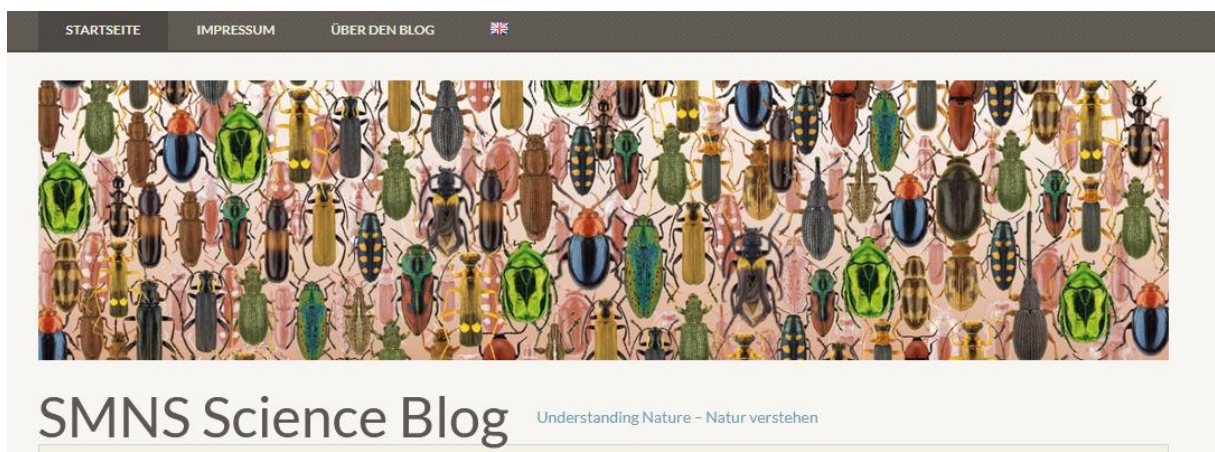 STARTSEITE IMPRESSUM ÜBER DEN BLOG
SMNS Science Blog Understanding Nature – Natur verstehen